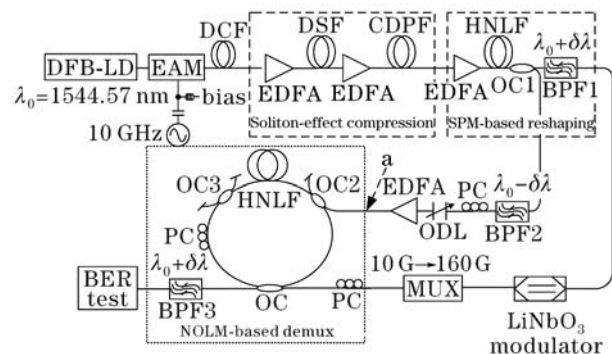 DCF
DSF
CDPF
HNLF
λ₀+δλ
DFB-LD
EAM
OC1
BPF1
EDFA
EDFA
EDFA
λ₀=1544.57 nm
bias
Soliton-effect compression
SPM-based reshaping
10 GHz
a
OC3
OC2
EDFA
PC
λ₀−δλ
HNLF
ODL
BPF2
PC
λ₀+δλ
10 G→160 G
BER
test
MUX
BPF3
OC
PC
LiNbO₃
modulator
NOLM-based demux